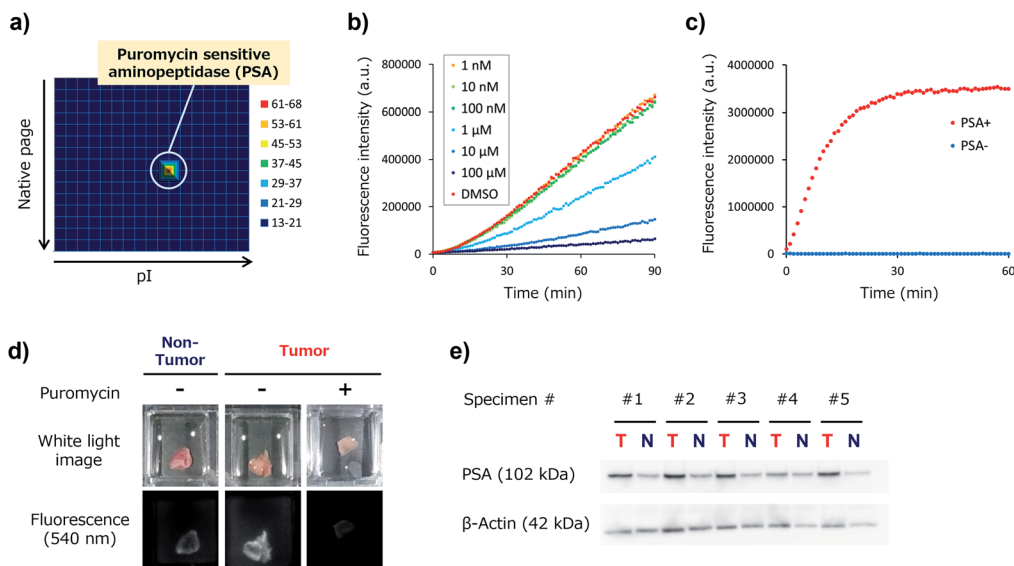 a)
Puromycin sensitive
aminopeptidase (PSA)
Native page
pI
61-68
53-61
45-53
37-45
29-37
21-29
13-21
b)
Fluorescence intensity (a.u.)
800000
600000
400000
200000
0
0
30
60
90
Time (min)
1 nM
10 nM
100 nM
1 μM
10 μM
100 μM
DMSO
c)
Fluorescence intensity (a.u.)
4000000
3000000
2000000
1000000
0
0
30
60
Time (min)
PSA+
PSA-
d)
Non-
Tumor
Tumor
Puromycin
- - +
White light
image
Fluorescence
(540 nm)
e)
Specimen # #1 #2 #3 #4 #5
T N T N T N T N T N
PSA (102 kDa)
β-Actin (42 kDa)